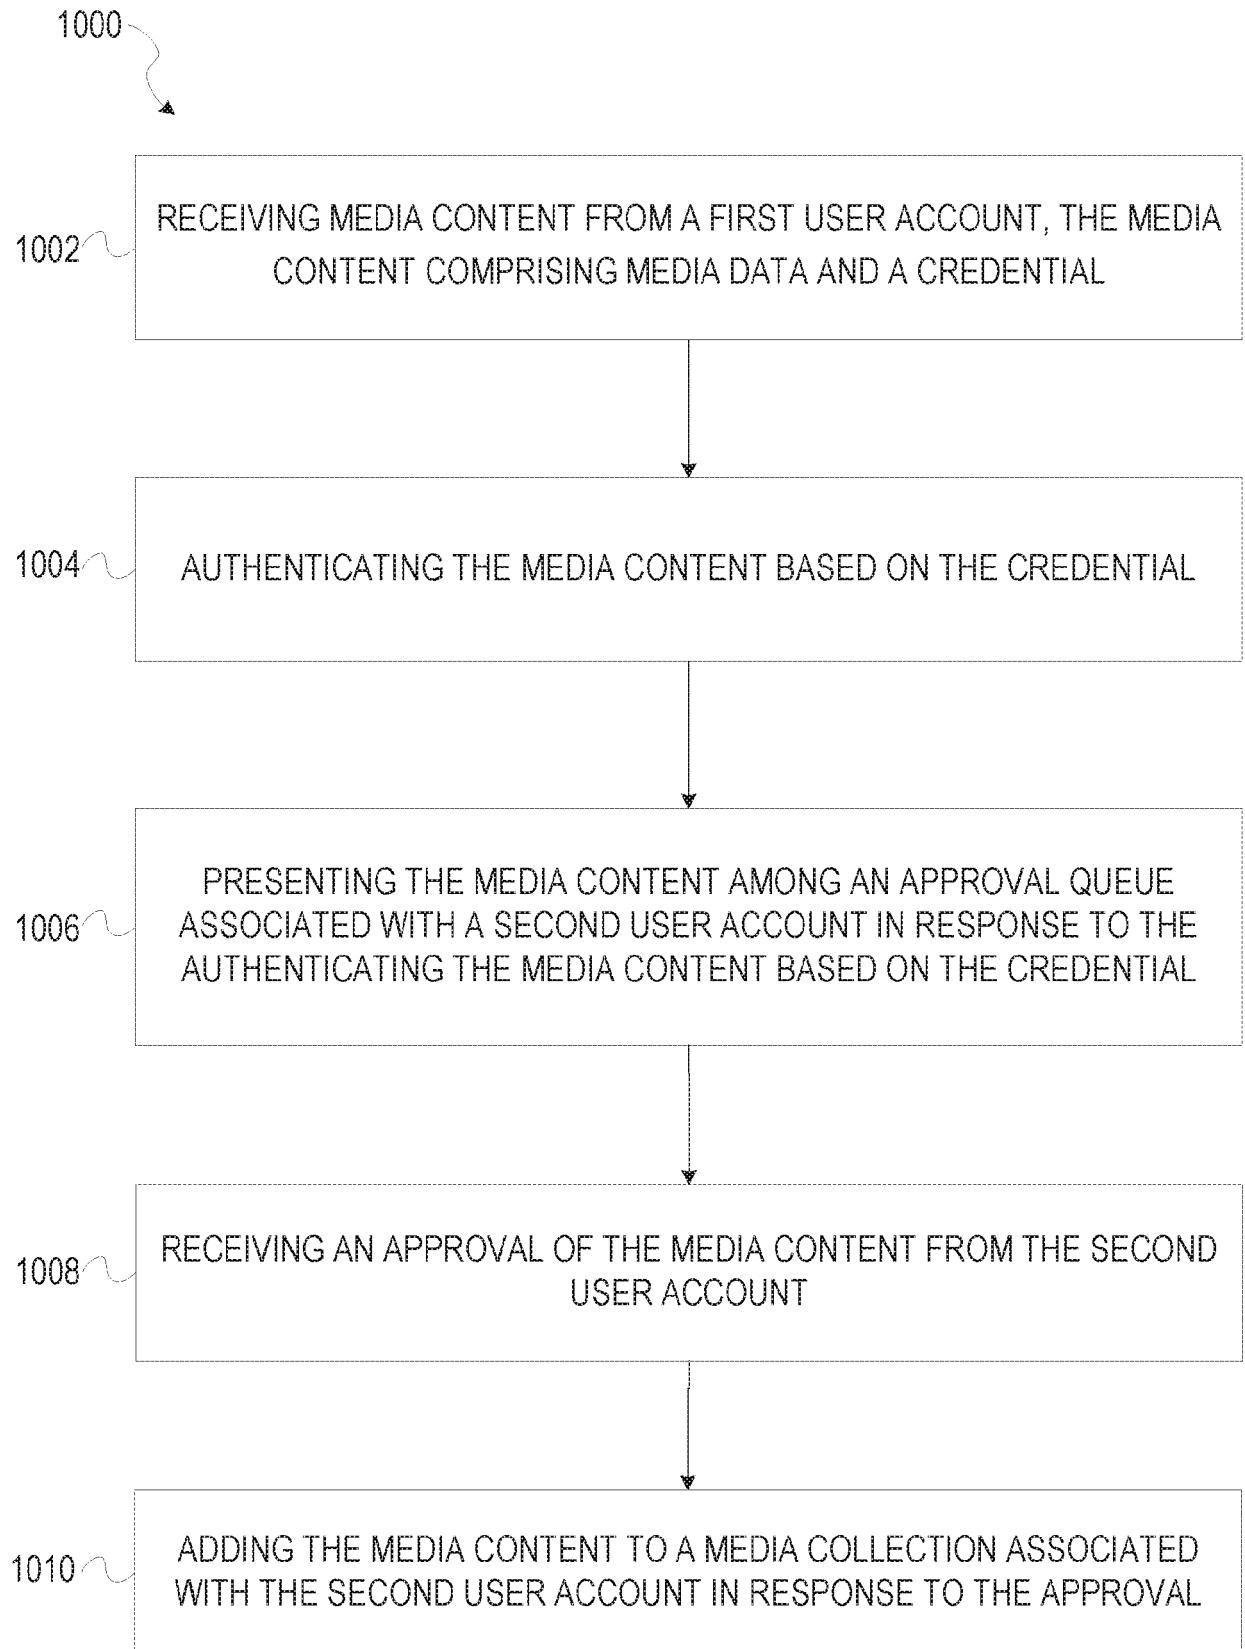 1000
1002
RECEIVING MEDIA CONTENT FROM A FIRST USER ACCOUNT, THE MEDIA
CONTENT COMPRISING MEDIA DATA AND A CREDENTIAL
1004
AUTHENTICATING THE MEDIA CONTENT BASED ON THE CREDENTIAL
1006
PRESENTING THE MEDIA CONTENT AMONG AN APPROVAL QUEUE
ASSOCIATED WITH A SECOND USER ACCOUNT IN RESPONSE TO THE
AUTHENTICATING THE MEDIA CONTENT BASED ON THE CREDENTIAL
1008
RECEIVING AN APPROVAL OF THE MEDIA CONTENT FROM THE SECOND
USER ACCOUNT
1010
ADDING THE MEDIA CONTENT TO A MEDIA COLLECTION ASSOCIATED
WITH THE SECOND USER ACCOUNT IN RESPONSE TO THE APPROVAL